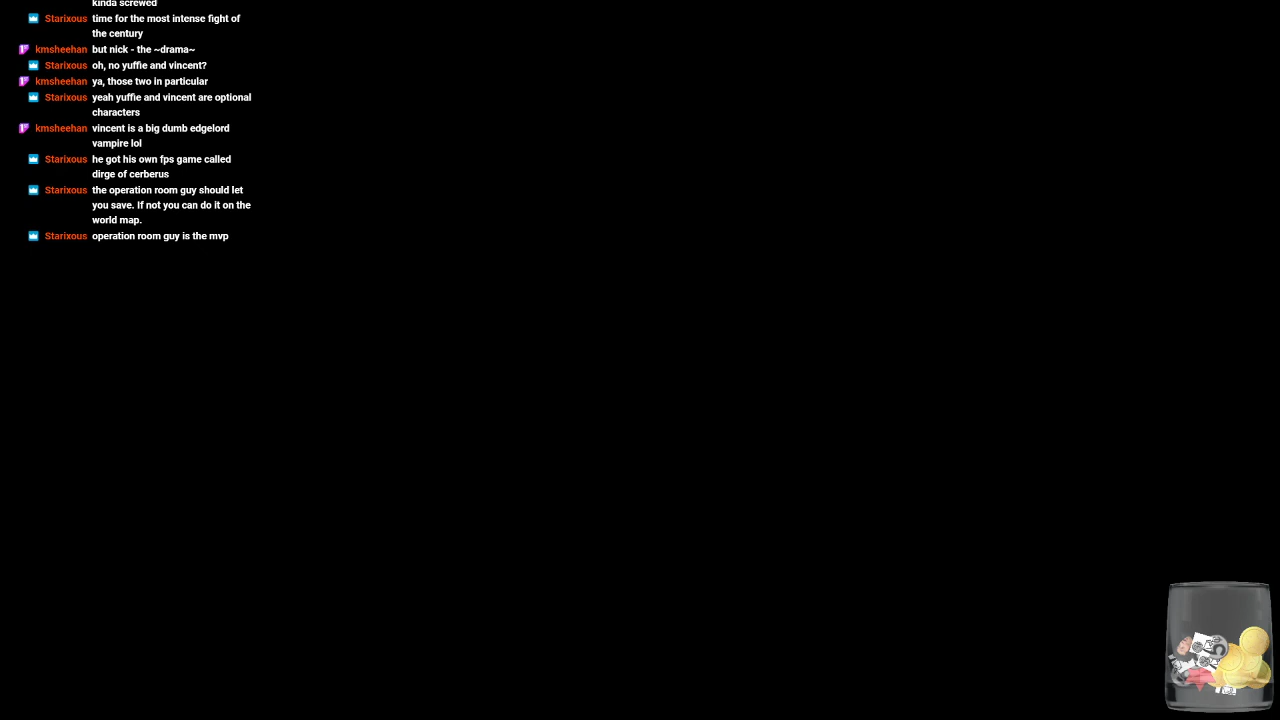 kinda screwed
Starixous time for the most intense fight of
the century
kmsheehan but nick - the ~drama~
Starixous oh, no yuffie and vincent?
kmsheehan ya, those two in particular
Starixous yeah yuffie and vincent are optional
characters
kmsheehan vincent is a big dumb edgelord
vampire lol
Starixous he got his own fps game called
dirge of cerberus
Starixous the operation room guy should let
you save. If not you can do it on the
world map.
Starixous operation room guy is the mvp